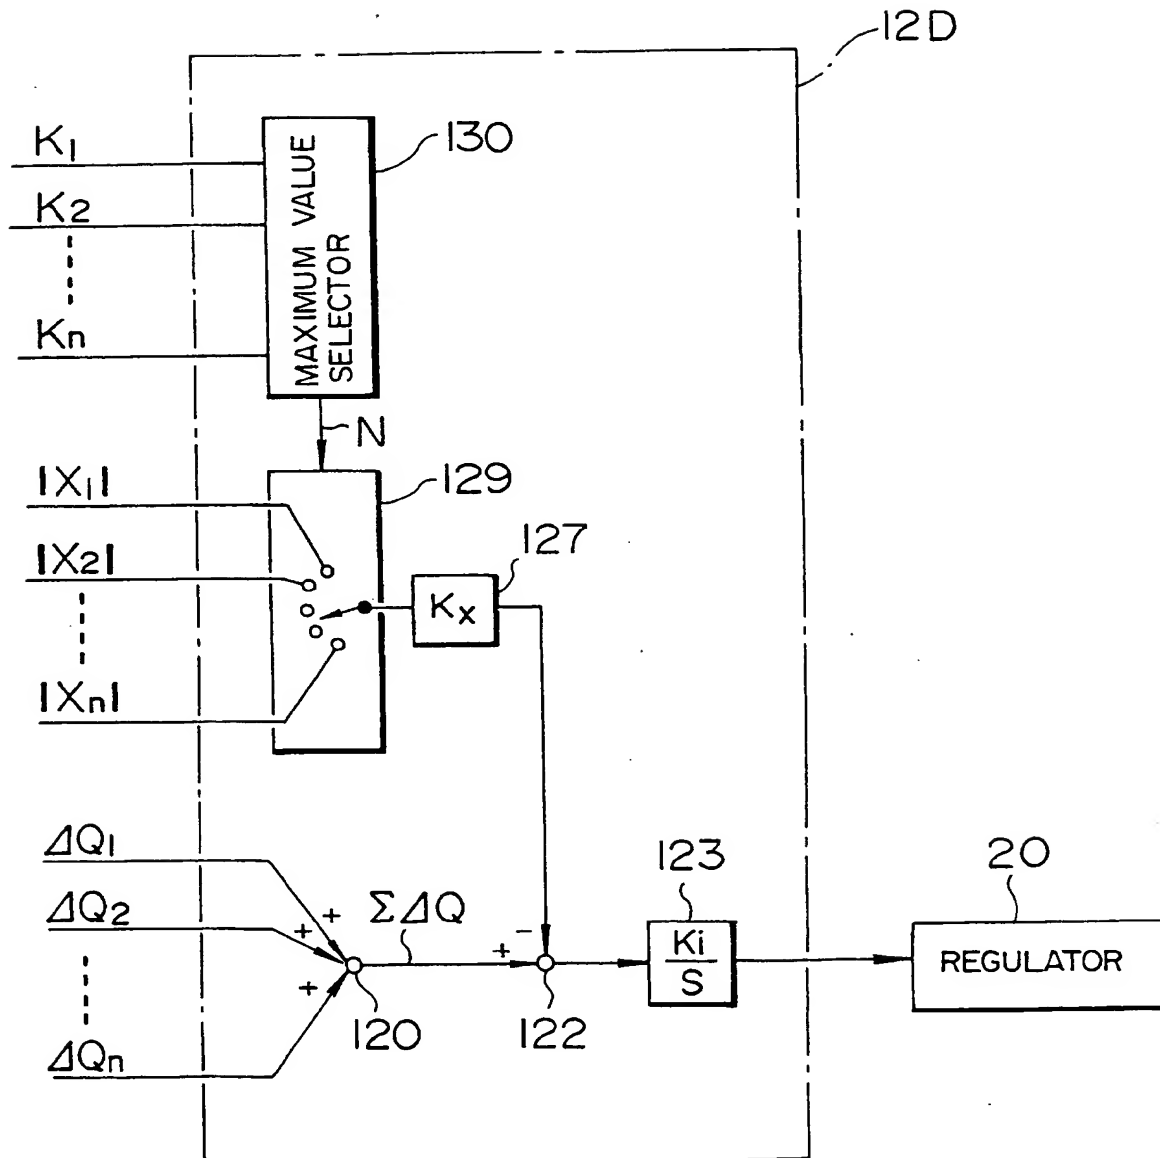 12D
130
K1
K2
Kn
MAXIMUM VALUE
SELECTOR
N
|X1|
129
|X2|
127
Kx
|Xn|
ΔQ1
ΔQ2
ΔQn
+
+
+
ΣΔQ
120
+
-
122
123
Ki
S
20
REGULATOR